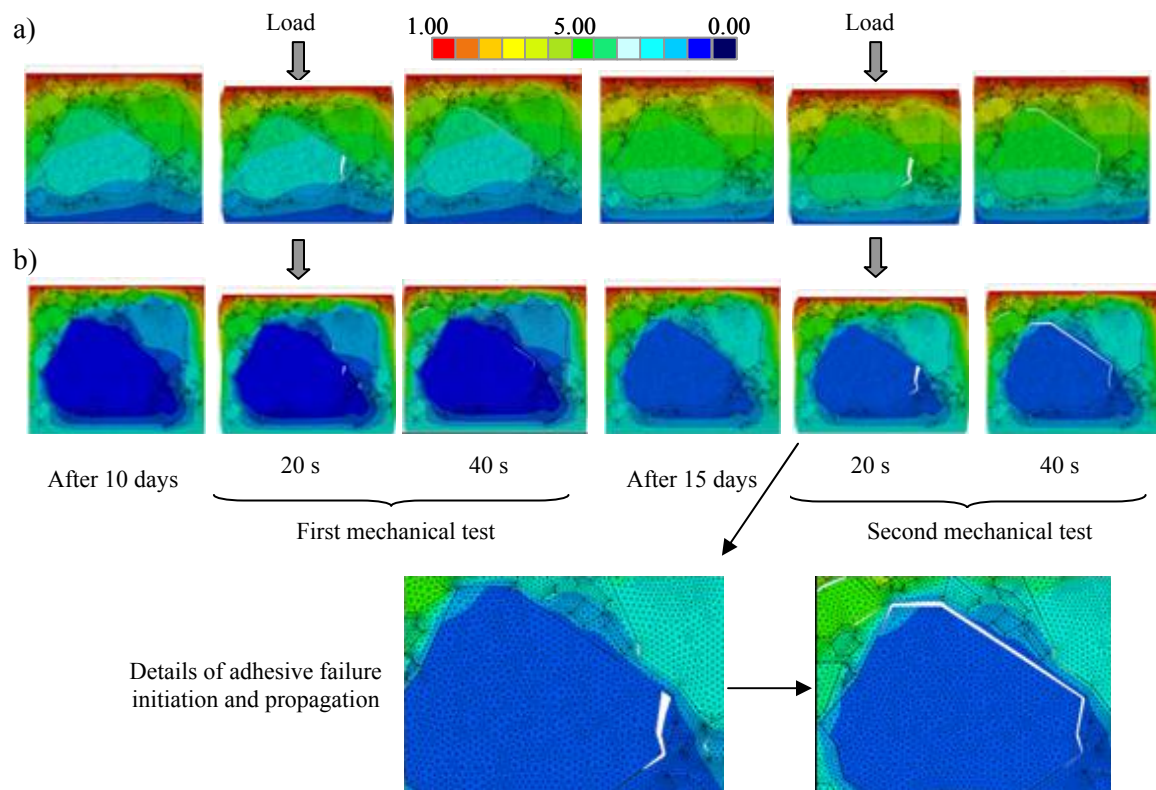 a)
Load
1.00 5.00 0.00
Load
b)
After 10 days
20 s
40 s
After 15 days
20 s
40 s
First mechanical test
Second mechanical test
Details of adhesive failure
initiation and propagation